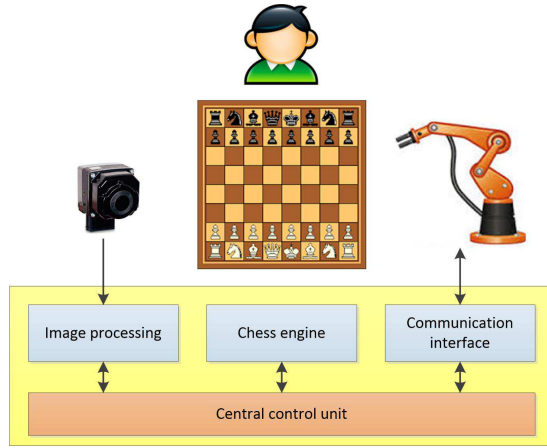 Image processing
Chess engine
Communication
interface
Central control unit